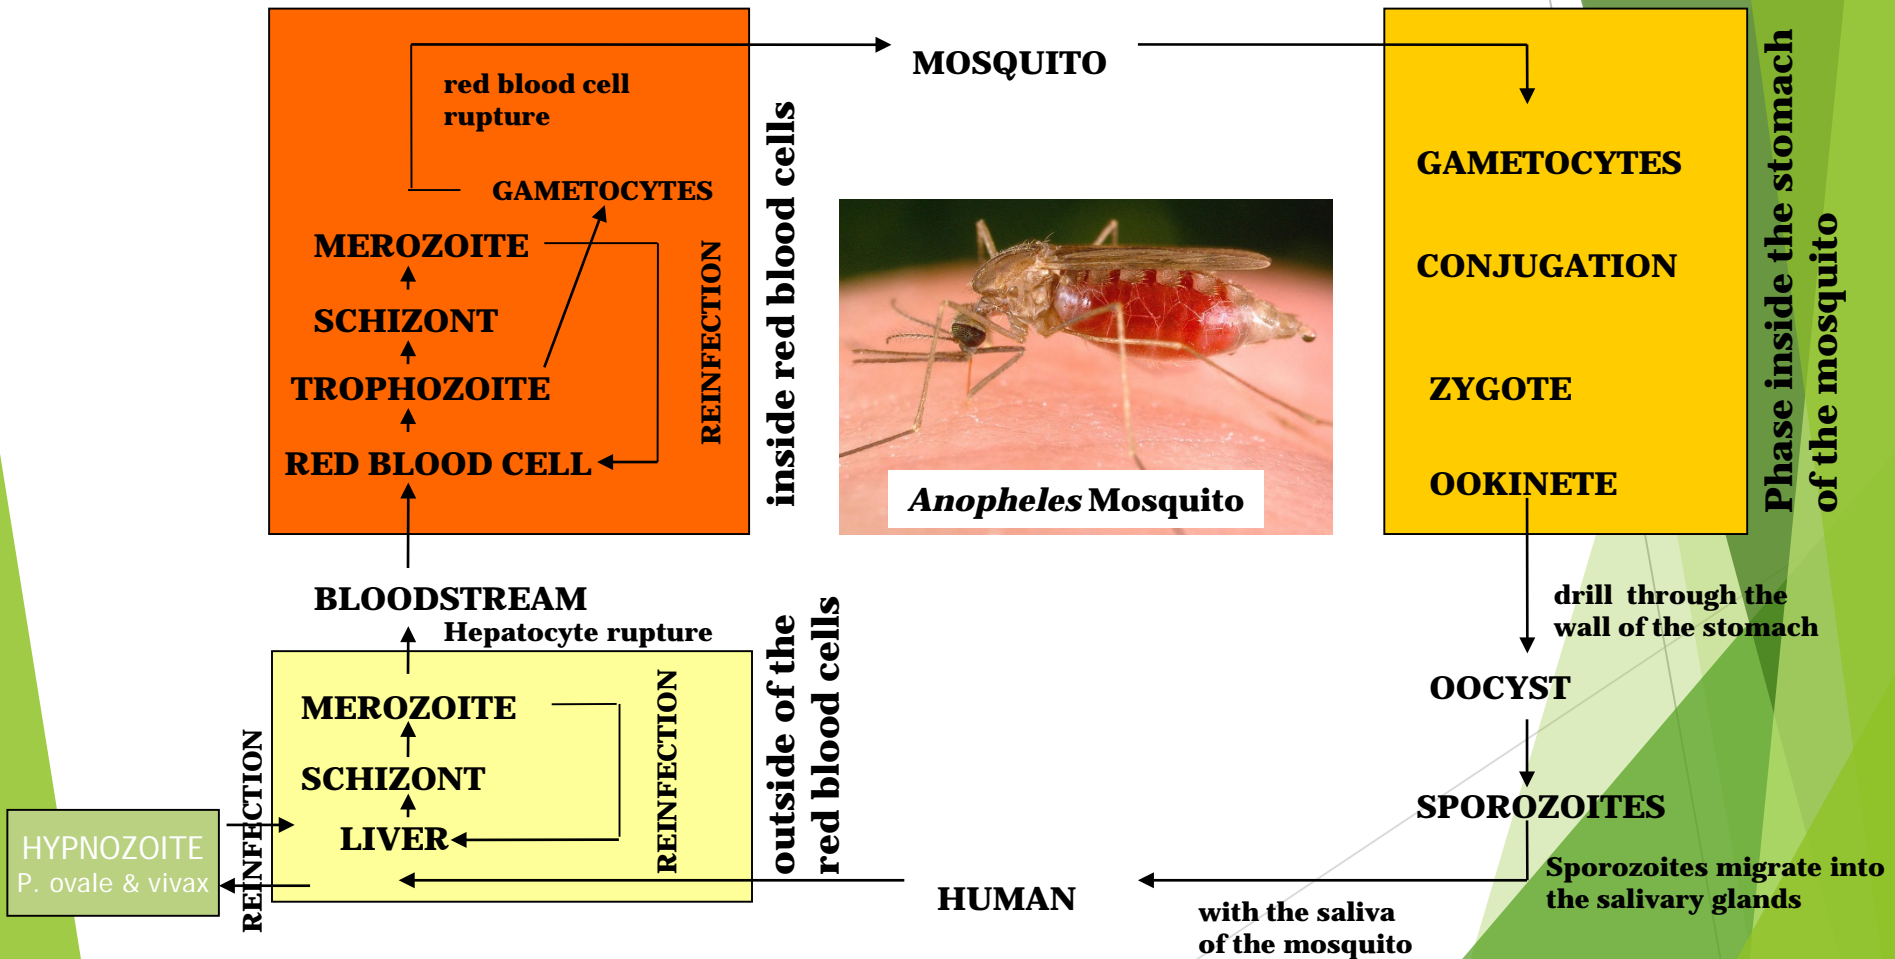 red blood cell
rupture
GAMETOCYTES
MEROZOITE
SCHIZONT
TROPHOZOITE
RED BLOOD CELL
REINFECTION
inside red blood cells
MOSQUITO
Anopheles Mosquito
GAMETOCYTES
CONJUGATION
ZYGOTE
OOKINETE
Phase inside the stomach
of the mosquito
BLOODSTREAM
Hepatocyte rupture
MEROZOITE
SCHIZONT
LIVER
REINFECTION
outside of the
red blood cells
REINFECTION
HYPNOZOITE
P. ovale & vivax
drill through the
wall of the stomach
OOCYST
SPOROZOITES
Sporozoites migrate into
the salivary glands
HUMAN
with the saliva
of the mosquito